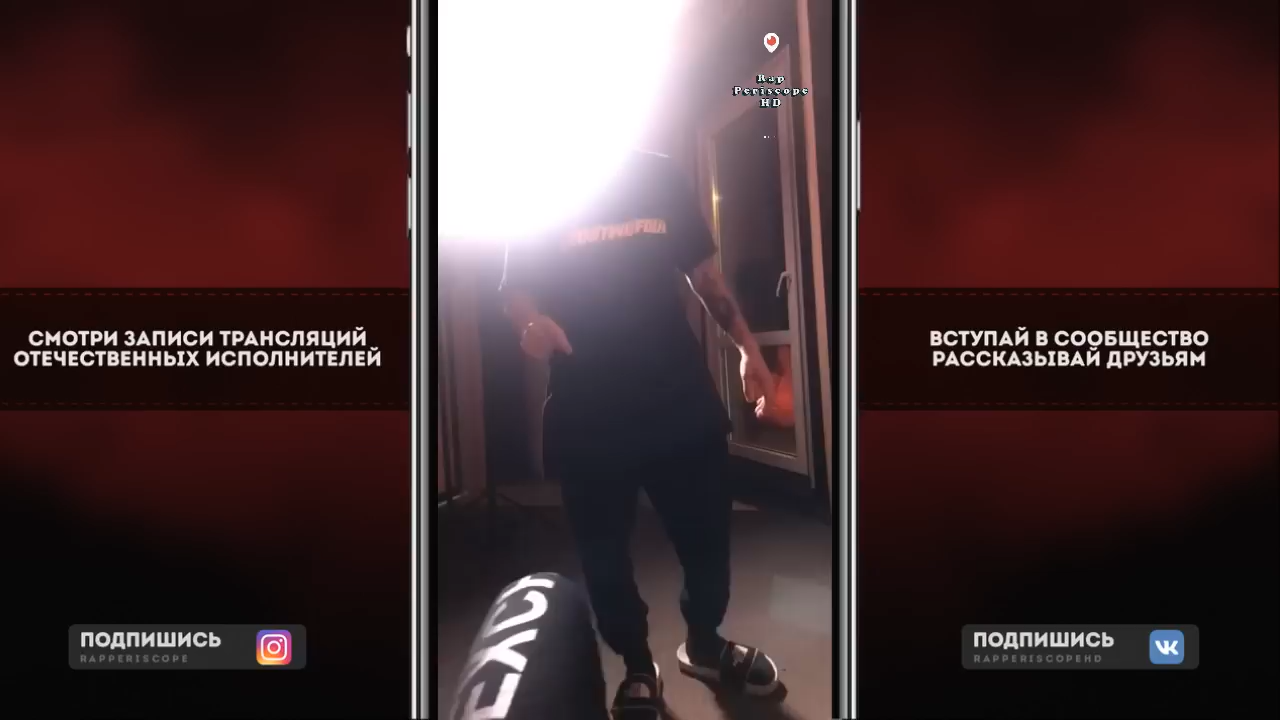 Rap
Periscope
HD
СМОТРИ ЗАПИСИ ТРАНСЛЯЦИЙ
ОТЕЧЕСТВЕННЫХ ИСПОЛНИТЕЛЕЙ
ВСТУПАЙ В СООБЩЕСТВО
РАССКАЗЫВАЙ ДРУЗЬЯМ
ПОДПИШИСЬ
RAPPERISCOPE
ПОДПИШИСЬ
RAPPERISCOPEHD